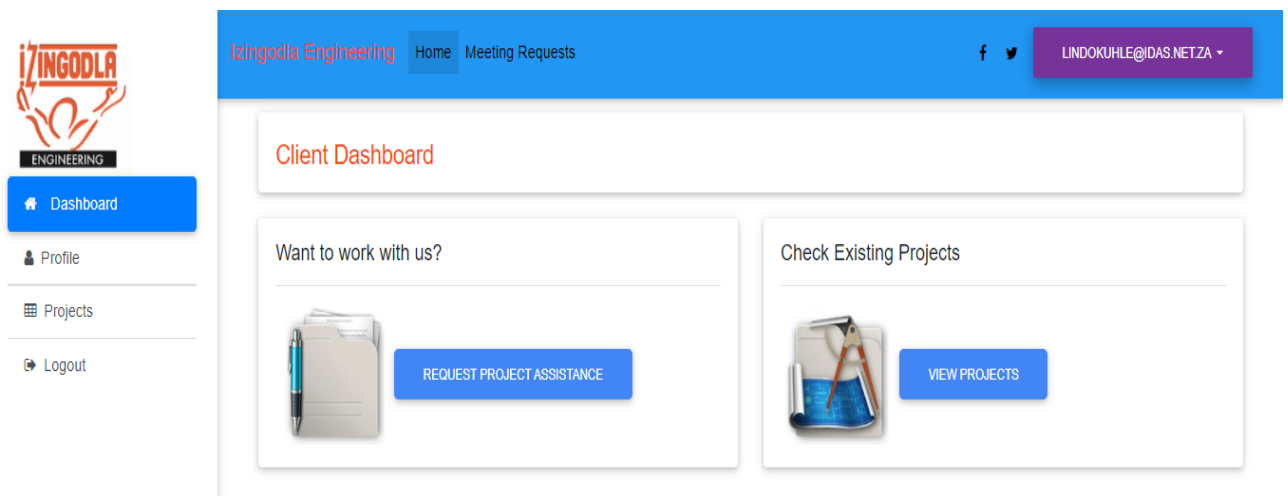 iZINGODLA
ENGINEERING
Dashboard
Profile
Projects
Logout
Izingodla Engineering Home Meeting Requests LINDOKUHLE@IDAS.NET.ZA
Client Dashboard
Want to work with us?
REQUEST PROJECT ASSISTANCE
Check Existing Projects
VIEW PROJECTS